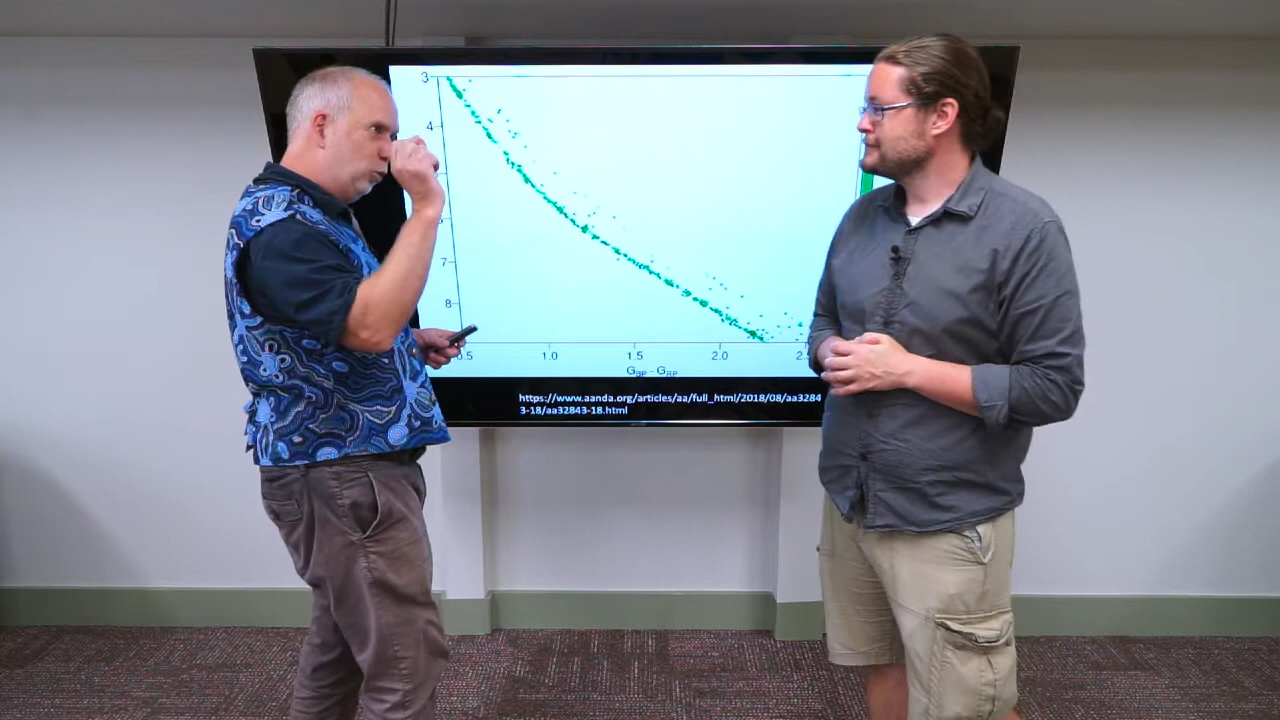 3
4
7
8
0.5
1.0
1.5
2.0
G_BP - G_RP
https://www.aanda.org/articles/aa/full_html/2018/08/aa3284
3-18/aa32843-18.html